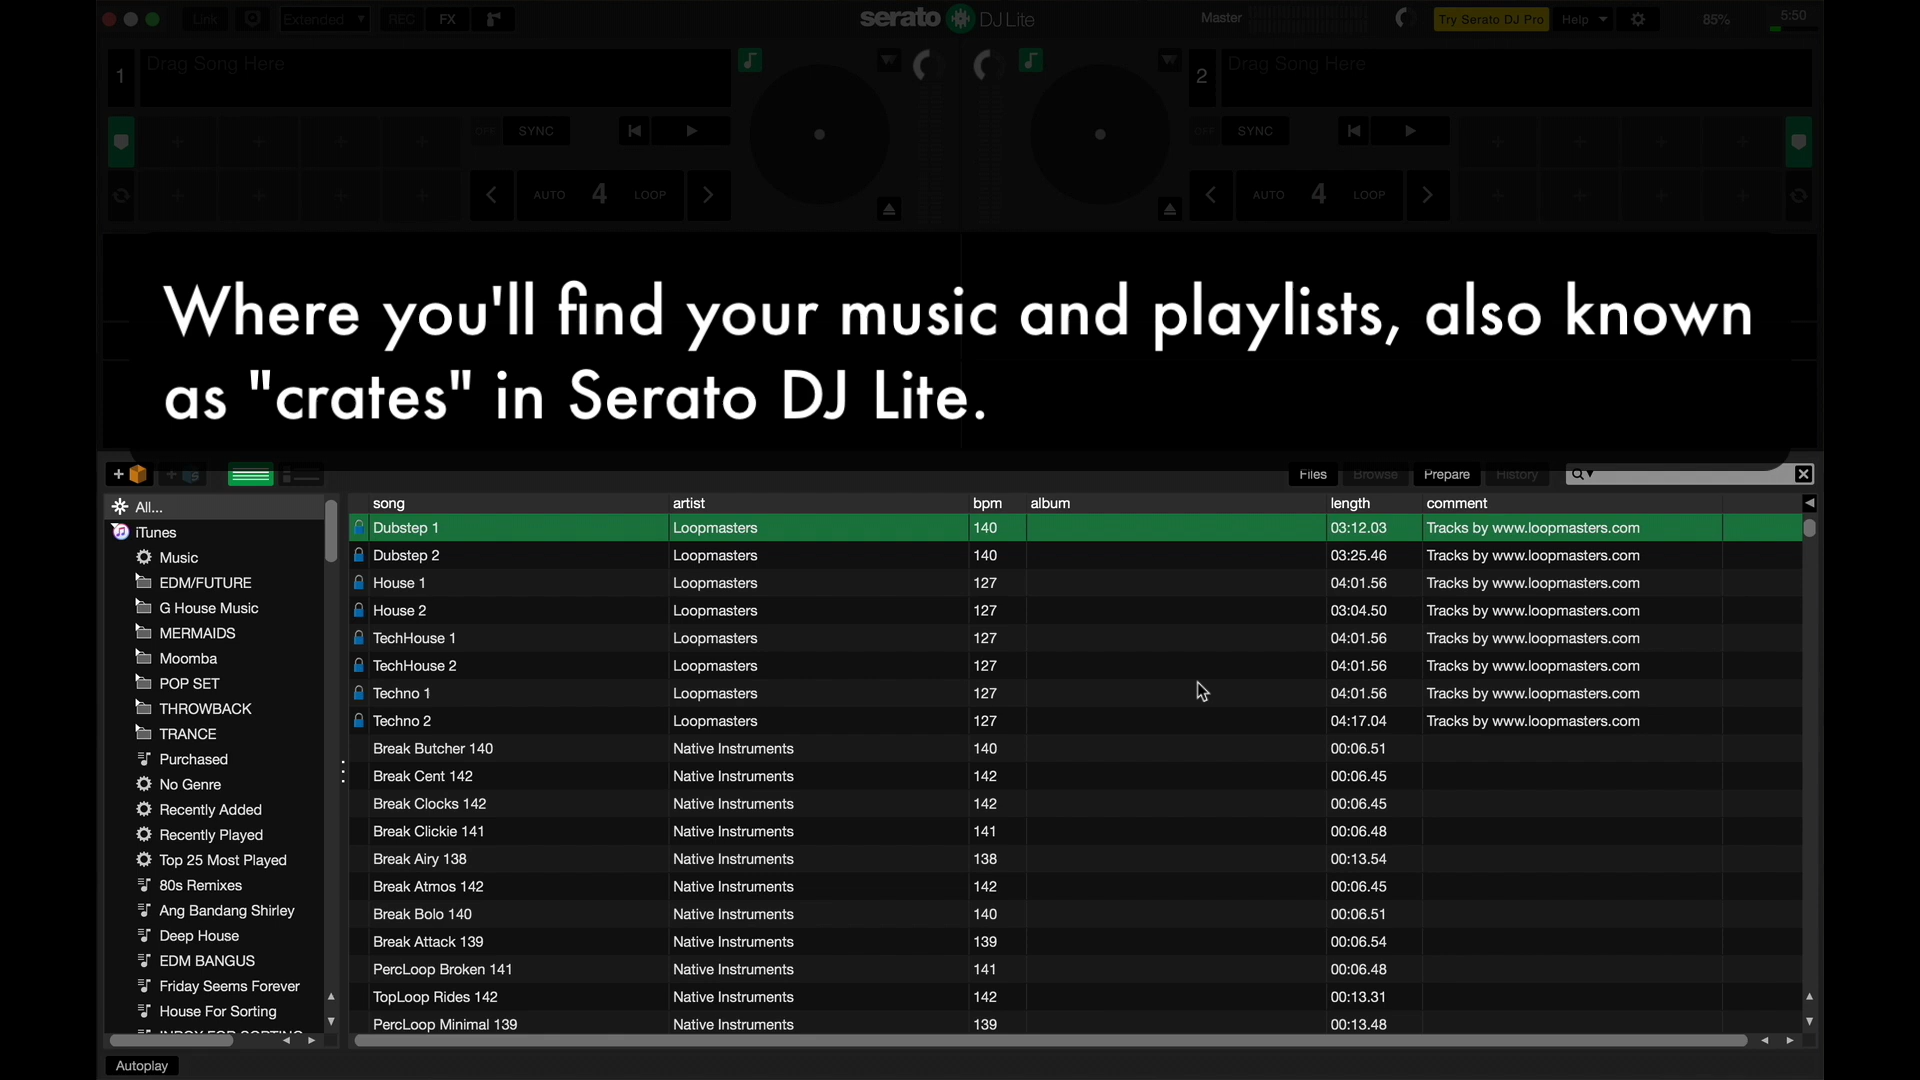 Link Extended REC FX serato DJ Lite Master Try Serato DJ Pro Help 85% 5:50
1 Drag Song Here 2 Drag Song Here
OFF SYNC OFF SYNC
AUTO 4 LOOP AUTO 4 LOOP
Where you'll find your music and playlists, also known
as "crates" in Serato DJ Lite.
Files Browse Prepare History
All...
iTunes
Music
EDM/FUTURE
G House Music
MERMAIDS
Moomba
POP SET
THROWBACK
TRANCE
Purchased
No Genre
Recently Added
Recently Played
Top 25 Most Played
80s Remixes
Ang Bandang Shirley
Deep House
EDM BANGUS
Friday Seems Forever
House For Sorting
INBOX FOR SORTING
song artist bpm album length comment
Dubstep 1 Loopmasters 140 03:12.03 Tracks by www.loopmasters.com
Dubstep 2 Loopmasters 140 03:25.46 Tracks by www.loopmasters.com
House 1 Loopmasters 127 04:01.56 Tracks by www.loopmasters.com
House 2 Loopmasters 127 03:04.50 Tracks by www.loopmasters.com
TechHouse 1 Loopmasters 127 04:01.56 Tracks by www.loopmasters.com
TechHouse 2 Loopmasters 127 04:01.56 Tracks by www.loopmasters.com
Techno 1 Loopmasters 127 04:01.56 Tracks by www.loopmasters.com
Techno 2 Loopmasters 127 04:17.04 Tracks by www.loopmasters.com
Break Butcher 140 Native Instruments 140 00:06.51
Break Cent 142 Native Instruments 142 00:06.45
Break Clocks 142 Native Instruments 142 00:06.45
Break Clickie 141 Native Instruments 141 00:06.48
Break Airy 138 Native Instruments 138 00:13.54
Break Atmos 142 Native Instruments 142 00:06.45
Break Bolo 140 Native Instruments 140 00:06.51
Break Attack 139 Native Instruments 139 00:06.54
PercLoop Broken 141 Native Instruments 141 00:06.48
TopLoop Rides 142 Native Instruments 142 00:13.31
PercLoop Minimal 139 Native Instruments 139 00:13.48
Autoplay